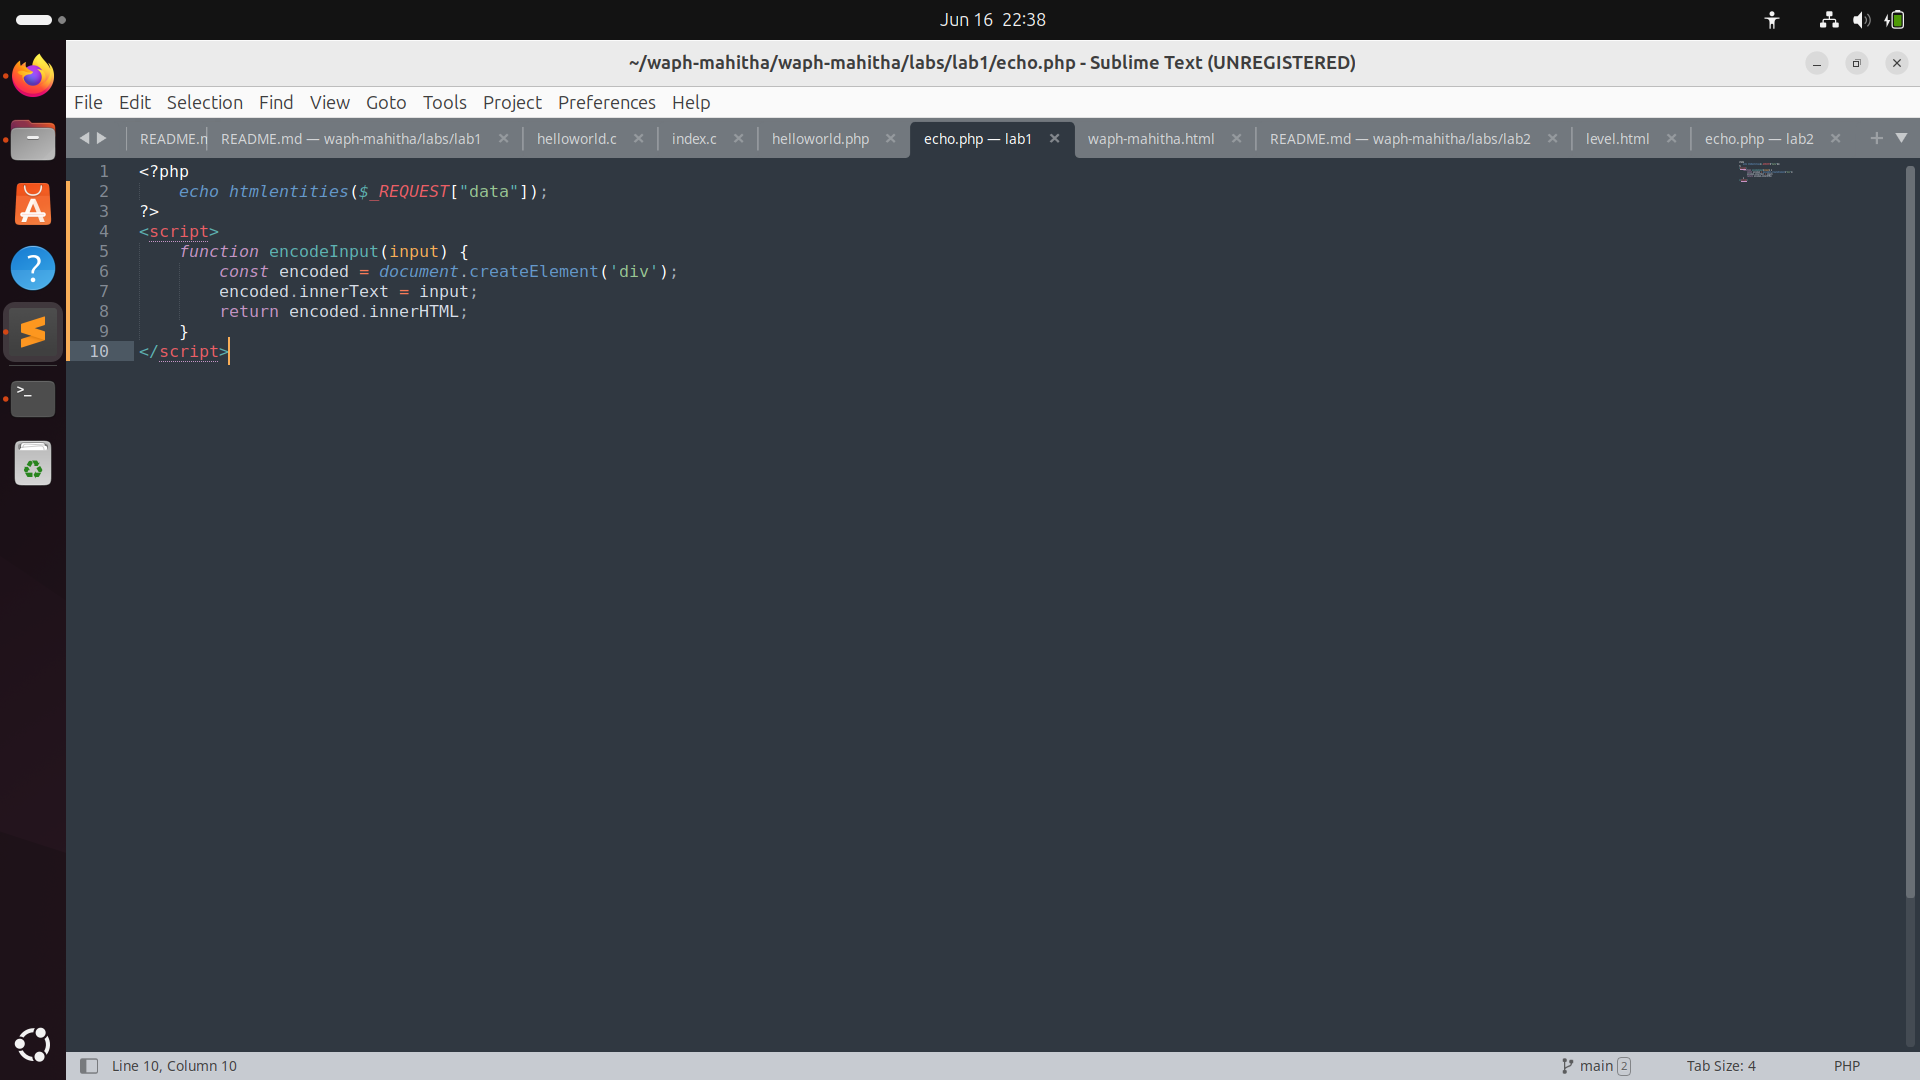 Jun 16 22:38
~/waph-mahitha/waph-mahitha/labs/lab1/echo.php - Sublime Text (UNREGISTERED)
File Edit Selection Find View Goto Tools Project Preferences Help
README.m README.md — waph-mahitha/labs/lab1 helloworld.c index.c helloworld.php echo.php — lab1 waph-mahitha.html README.md — waph-mahitha/labs/lab2 level.html echo.php — lab2
1 <?php
2 echo htmlentities($_REQUEST["data"]);
3 ?>
4 <script>
5 function encodeInput(input) {
6 const encoded = document.createElement('div');
7 encoded.innerText = input;
8 return encoded.innerHTML;
9 }
10 </script>
Line 10, Column 10 main 2 Tab Size: 4 PHP